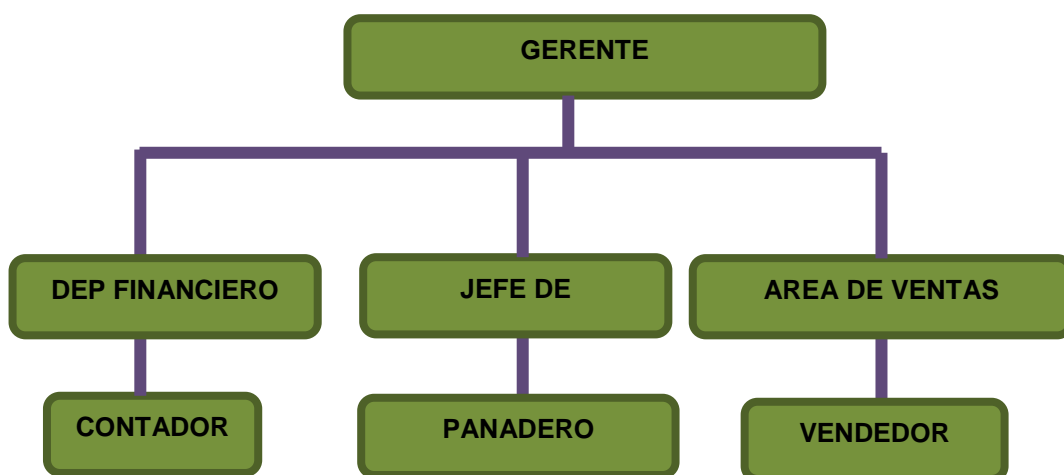 GERENTE
DEP FINANCIERO
JEFE DE
AREA DE VENTAS
CONTADOR
PANADERO
VENDEDOR